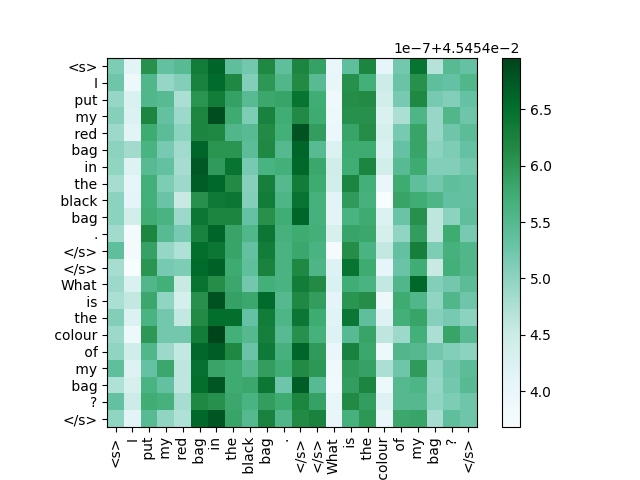 1e-7+4.5454e-2
<s>
I
put
my
red
bag
in
the
black
bag
.
</s>
</s>
What
is
the
colour
of
my
bag
?
</s>
6.5
6.0
5.5
5.0
4.5
4.0
<s>
I
put
my
red
bag
in
the
black
bag
.
</s>
</s>
What
is
the
colour
of
my
bag
?
</s>